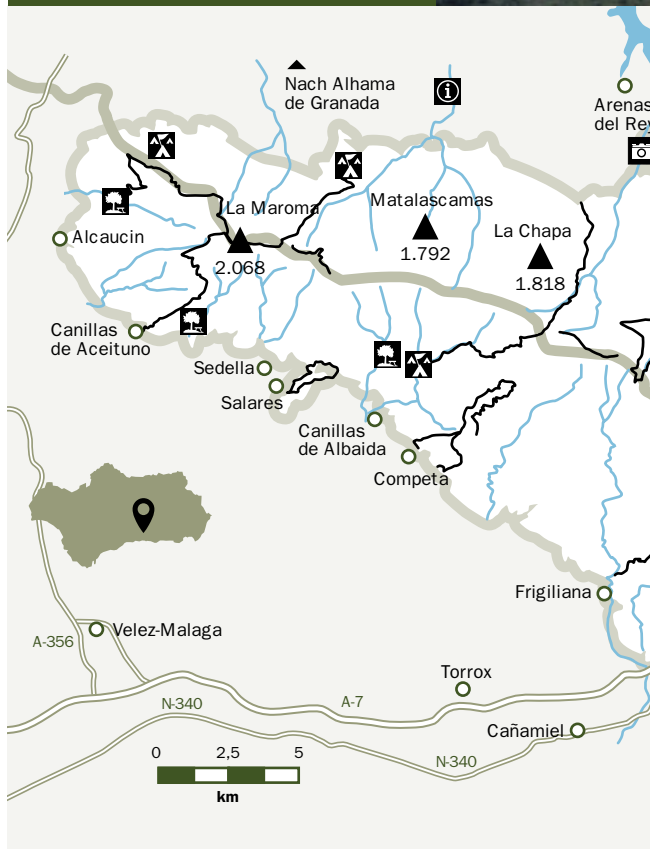 Nach Alhama
de Granada
Arenas
del Rey
La Maroma
2.068
Matalascamas
1.792
La Chapa
1.818
Alcaucin
Canillas
de Aceituno
Sedella
Salares
Canillas
de Albaida
Competa
Frigiliana
Velez-Malaga
A-356
Torrox
A-7
N-340
Cañamiel
N-340
0 2,5 5
km